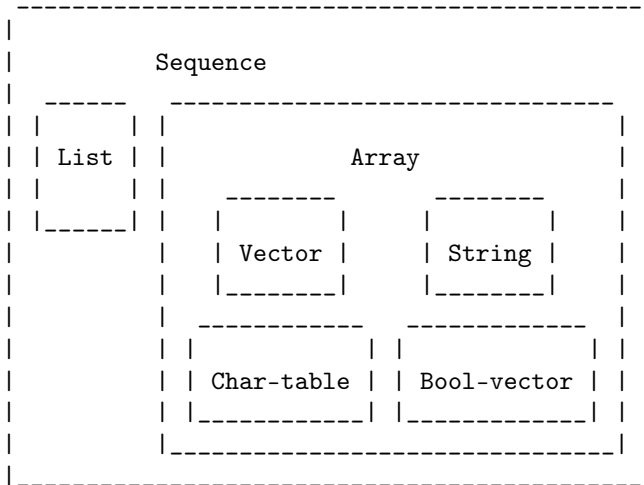 Sequence
List Array
Vector String
Char-table Bool-vector